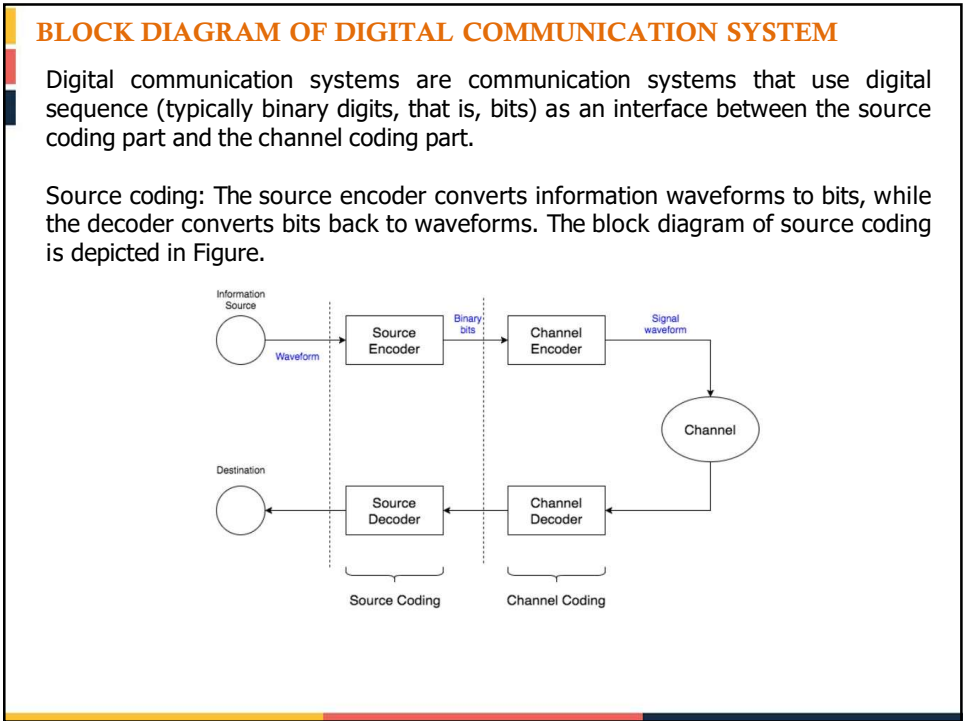 BLOCK DIAGRAM OF DIGITAL COMMUNICATION SYSTEM
Digital communication systems are communication systems that use digital
sequence (typically binary digits, that is, bits) as an interface between the source
coding part and the channel coding part.
Source coding: The source encoder converts information waveforms to bits, while
the decoder converts bits back to waveforms. The block diagram of source coding
is depicted in Figure.
Information
Source
Waveform
Source
Encoder
Binary
bits
Channel
Encoder
Signal
waveform
Channel
Destination
Source
Decoder
Channel
Decoder
Source Coding
Channel Coding